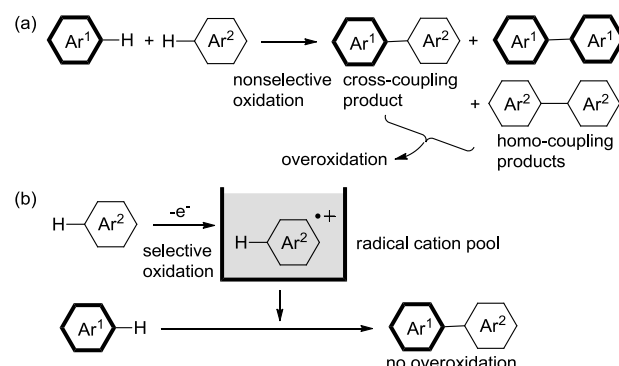 (a)
Ar1 H + H Ar2 Ar1 Ar2 + Ar1 Ar1
nonselective cross-coupling
oxidation product + Ar2 Ar2
homo-coupling
overoxidation products
(b)
H Ar2 -e- H Ar2 •+ radical cation pool
selective
oxidation
Ar1 H Ar1 Ar2
no overoxidation